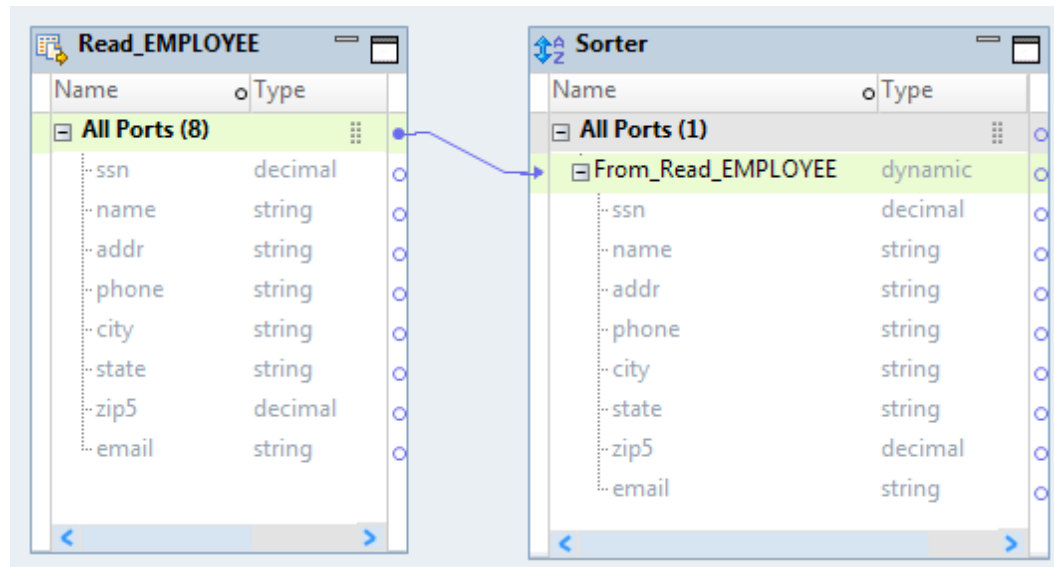 Read_EMPLOYEE
Name Type
All Ports (8)
ssn decimal
name string
addr string
phone string
city string
state string
zip5 decimal
email string
A Z Sorter
Name Type
All Ports (1)
From_Read_EMPLOYEE dynamic
ssn decimal
name string
addr string
phone string
city string
state string
zip5 decimal
email string